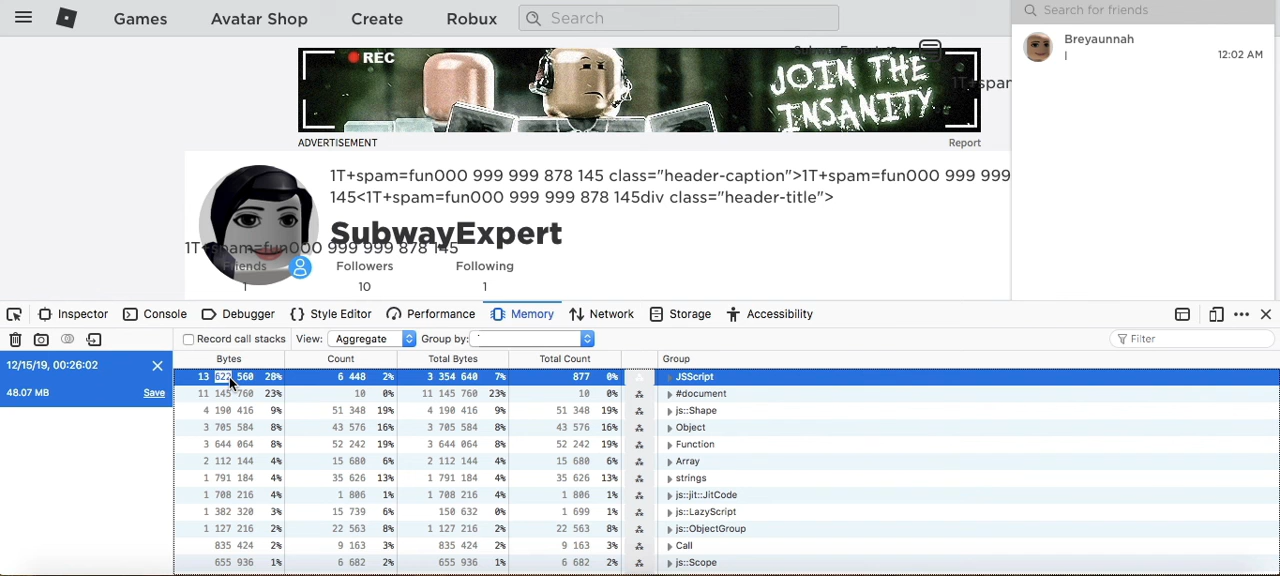 Games Avatar Shop Create Robux Search
Search for friends
Breyaunnah
l
12:02 AM
REC
JOIN THE
INSANITY
1T+spam
ADVERTISEMENT Report
1T+spam=fun000 999 999 878 145 class="header-caption">1T+spam=fun000 999 999
145<1T+spam=fun000 999 999 878 145div class="header-title">
SubwayExpert
1T+spam=fun000 999 999 878 145
Friends Followers Following
1 10 1
Inspector Console Debugger Style Editor Performance Memory Network Storage Accessibility
Record call stacks View: Aggregate Group by: Filter
12/15/19, 00:26:02
48.07 MB Save
Bytes Count Total Bytes Total Count Group
13 622 560 28% 6 448 2% 3 354 640 7% 877 0% JSScript
11 145 760 23% 10 0% 11 145 760 23% 10 0% #document
4 190 416 9% 51 348 19% 4 190 416 9% 51 348 19% js::Shape
3 705 584 8% 43 576 16% 3 705 584 8% 43 576 16% Object
3 644 064 8% 52 242 19% 3 644 064 8% 52 242 19% Function
2 112 144 4% 15 680 6% 2 112 144 4% 15 680 6% Array
1 791 184 4% 35 626 13% 1 791 184 4% 35 626 13% strings
1 708 216 4% 1 806 1% 1 708 216 4% 1 806 1% js::jit::JitCode
1 382 320 3% 15 739 6% 150 632 0% 1 699 1% js::LazyScript
1 127 216 2% 22 563 8% 1 127 216 2% 22 563 8% js::ObjectGroup
835 424 2% 9 163 3% 835 424 2% 9 163 3% Call
655 936 1% 6 682 2% 655 936 1% 6 682 2% js::Scope